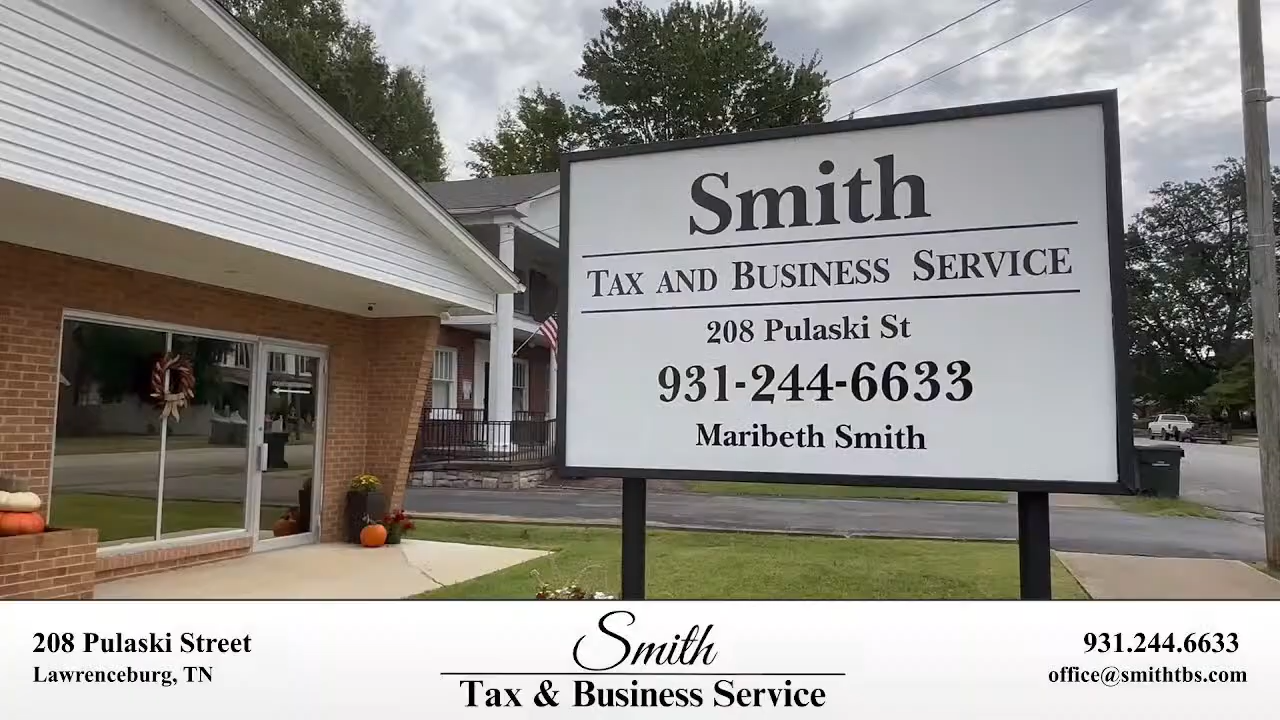 Smith
TAX AND BUSINESS SERVICE
208 Pulaski St
931-244-6633
Maribeth Smith
208 Pulaski Street
Lawrenceburg, TN
Smith
Tax & Business Service
931.244.6633
office@smithtbs.com